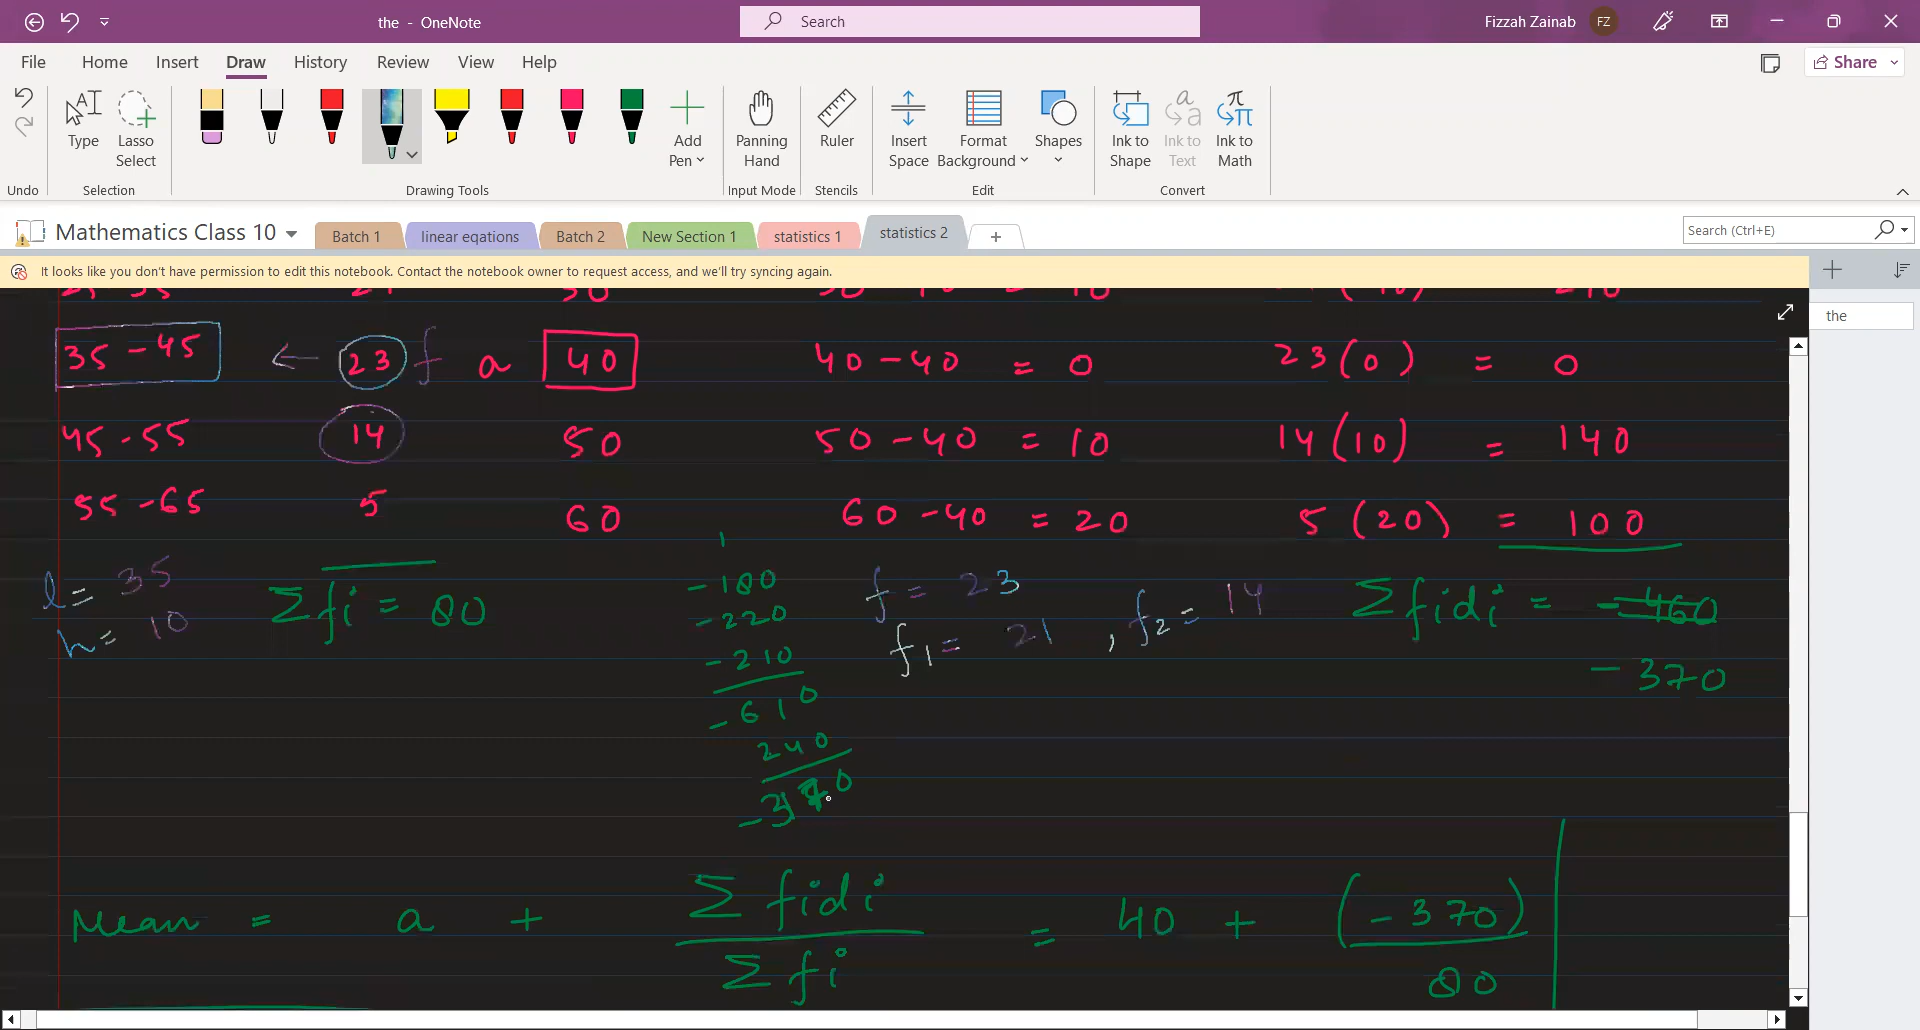 the - OneNote
Search
Fizzah Zainab FZ
File Home Insert Draw History Review View Help
Share
Type Lasso Select Add Pen Panning Hand Ruler Insert Space Format Background Shapes Ink to Shape Ink to Text Ink to Math
Undo Selection Drawing Tools Input Mode Stencils Edit Convert
Mathematics Class 10 Batch 1 linear eqations Batch 2 New Section 1 statistics 1 statistics 2 +
Search (Ctrl+E)
It looks like you don't have permission to edit this notebook. Contact the notebook owner to request access, and we'll try syncing again.
the
35 - 45 ← 23 f a 40 40 - 40 = 0 23 (0) = 0
45 - 55 14 50 50 - 40 = 10 14 (10) = 140
55 - 65 5 60 60 - 40 = 20 5 (20) = 100
l = 35
h = 10
Σfi = 80
-180
-220
-210
-610
240
-370
f = 23
f1 = 21 , f2 = 14
Σfidi = -460
-370
Mean = a + Σfidi / Σfi = 40 + (-370) / 80